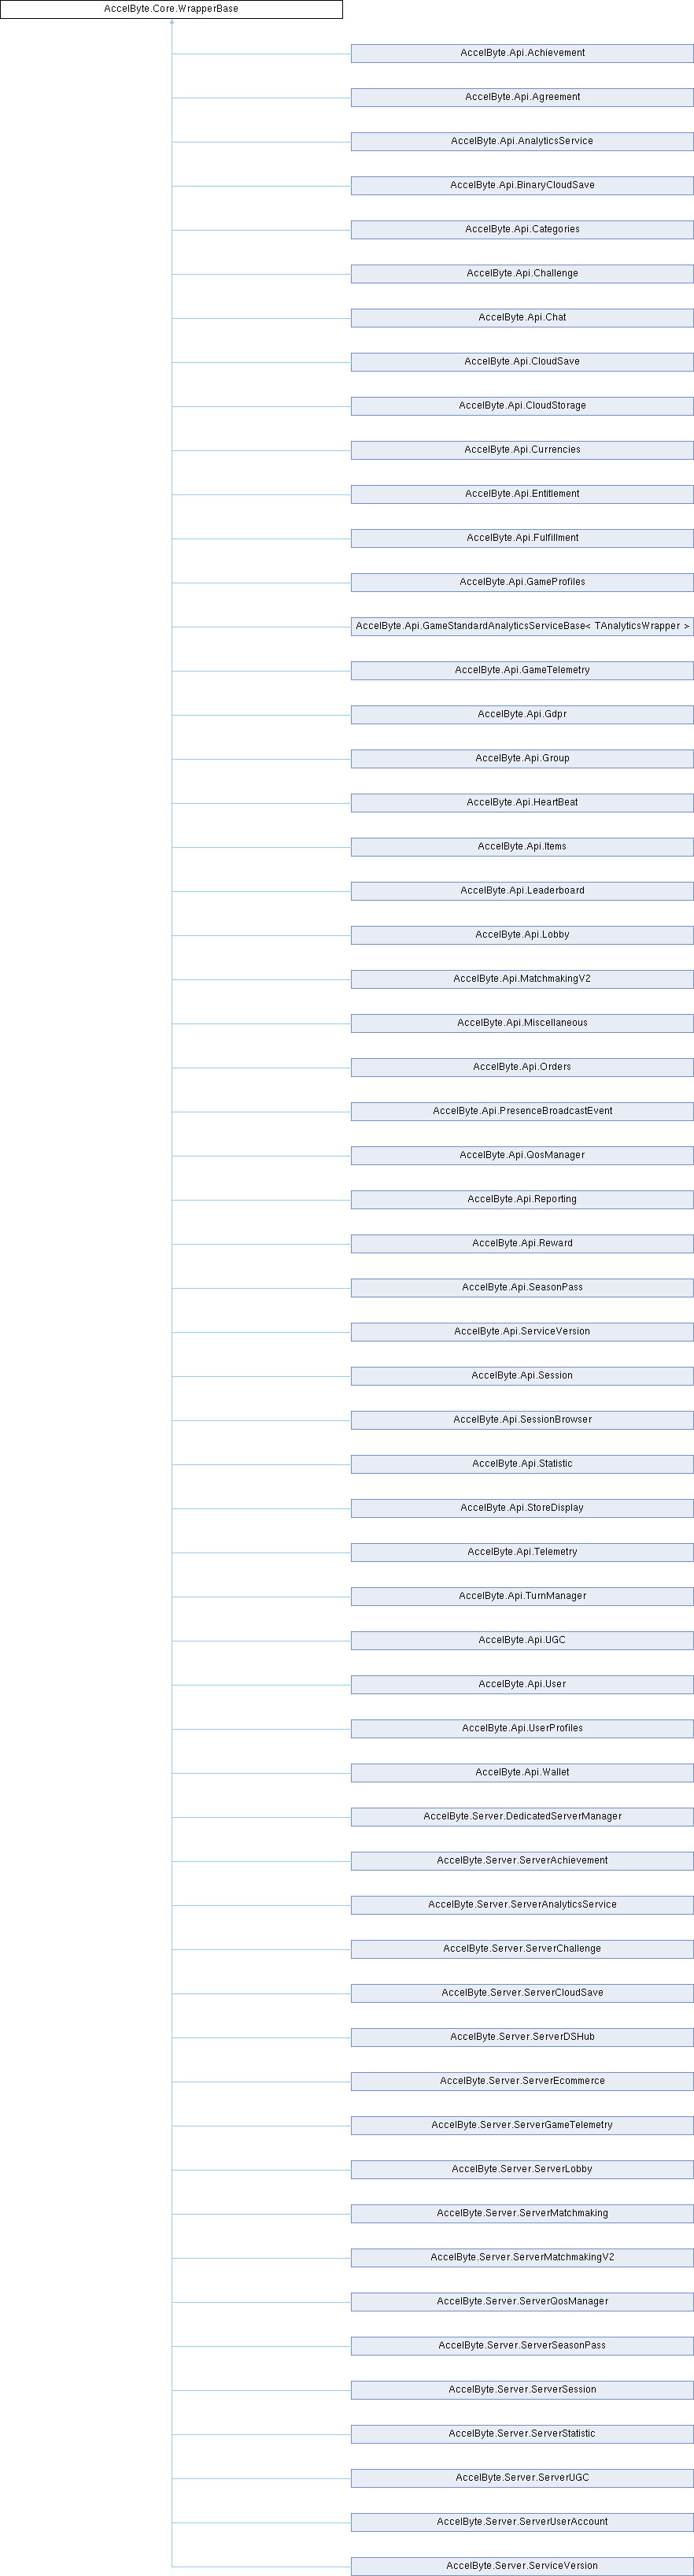 AccelByte.Core.WrapperBase
AccelByte.Api.Achievement
AccelByte.Api.Agreement
AccelByte.Api.AnalyticsService
AccelByte.Api.BinaryCloudSave
AccelByte.Api.Categories
AccelByte.Api.Challenge
AccelByte.Api.Chat
AccelByte.Api.CloudSave
AccelByte.Api.CloudStorage
AccelByte.Api.Currencies
AccelByte.Api.Entitlement
AccelByte.Api.Fulfillment
AccelByte.Api.GameProfiles
AccelByte.Api.GameStandardAnalyticsServiceBase< TAnalyticsWrapper >
AccelByte.Api.GameTelemetry
AccelByte.Api.Gdpr
AccelByte.Api.Group
AccelByte.Api.HeartBeat
AccelByte.Api.Items
AccelByte.Api.Leaderboard
AccelByte.Api.Lobby
AccelByte.Api.MatchmakingV2
AccelByte.Api.Miscellaneous
AccelByte.Api.Orders
AccelByte.Api.PresenceBroadcastEvent
AccelByte.Api.QosManager
AccelByte.Api.Reporting
AccelByte.Api.Reward
AccelByte.Api.SeasonPass
AccelByte.Api.ServiceVersion
AccelByte.Api.Session
AccelByte.Api.SessionBrowser
AccelByte.Api.Statistic
AccelByte.Api.StoreDisplay
AccelByte.Api.Telemetry
AccelByte.Api.TurnManager
AccelByte.Api.UGC
AccelByte.Api.User
AccelByte.Api.UserProfiles
AccelByte.Api.Wallet
AccelByte.Server.DedicatedServerManager
AccelByte.Server.ServerAchievement
AccelByte.Server.ServerAnalyticsService
AccelByte.Server.ServerChallenge
AccelByte.Server.ServerCloudSave
AccelByte.Server.ServerDSHub
AccelByte.Server.ServerEcommerce
AccelByte.Server.ServerGameTelemetry
AccelByte.Server.ServerLobby
AccelByte.Server.ServerMatchmaking
AccelByte.Server.ServerMatchmakingV2
AccelByte.Server.ServerQosManager
AccelByte.Server.ServerSeasonPass
AccelByte.Server.ServerSession
AccelByte.Server.ServerStatistic
AccelByte.Server.ServerUGC
AccelByte.Server.ServerUserAccount
AccelByte.Server.ServiceVersion